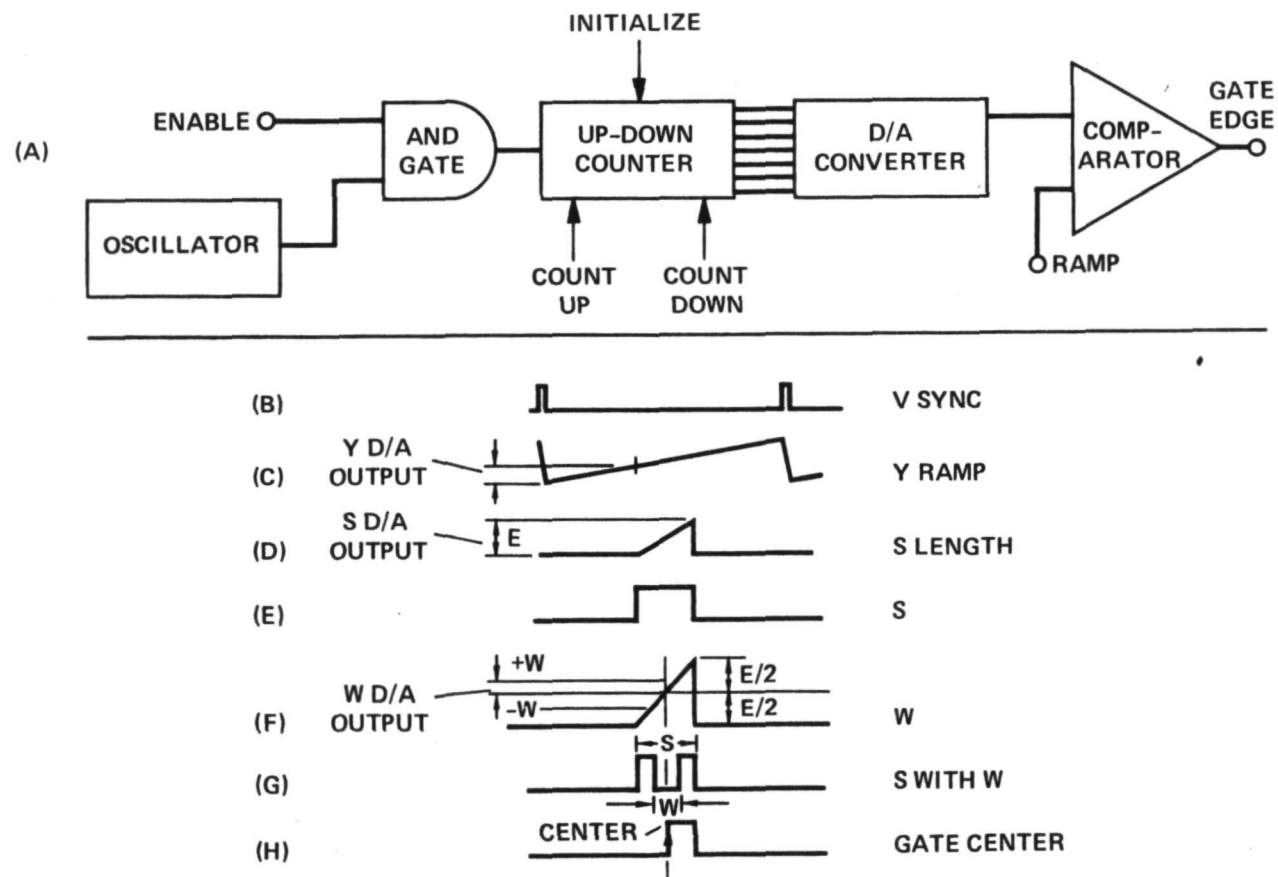 INITIALIZE
(A)
ENABLE
AND
GATE
UP-DOWN
COUNTER
D/A
CONVERTER
COMP-
ARATOR
GATE
EDGE
OSCILLATOR
COUNT
UP
COUNT
DOWN
RAMP
(B)
V SYNC
(C)
Y D/A
OUTPUT
Y RAMP
(D)
S D/A
OUTPUT
E
S LENGTH
(E)
S
(F)
W D/A
OUTPUT
+W
-W
E/2
E/2
W
(G)
S
W
S WITH W
(H)
CENTER
GATE CENTER